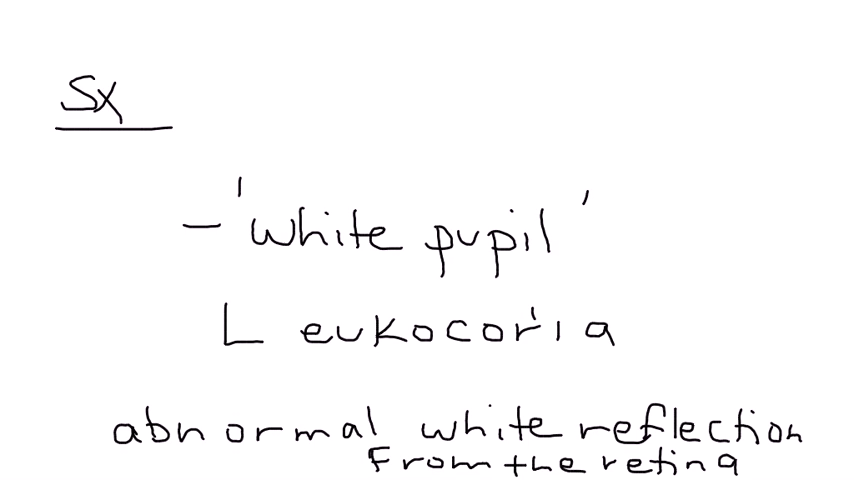 Sx
- 'white pupil'
Leukocoria
abnormal white reflection
From the retina